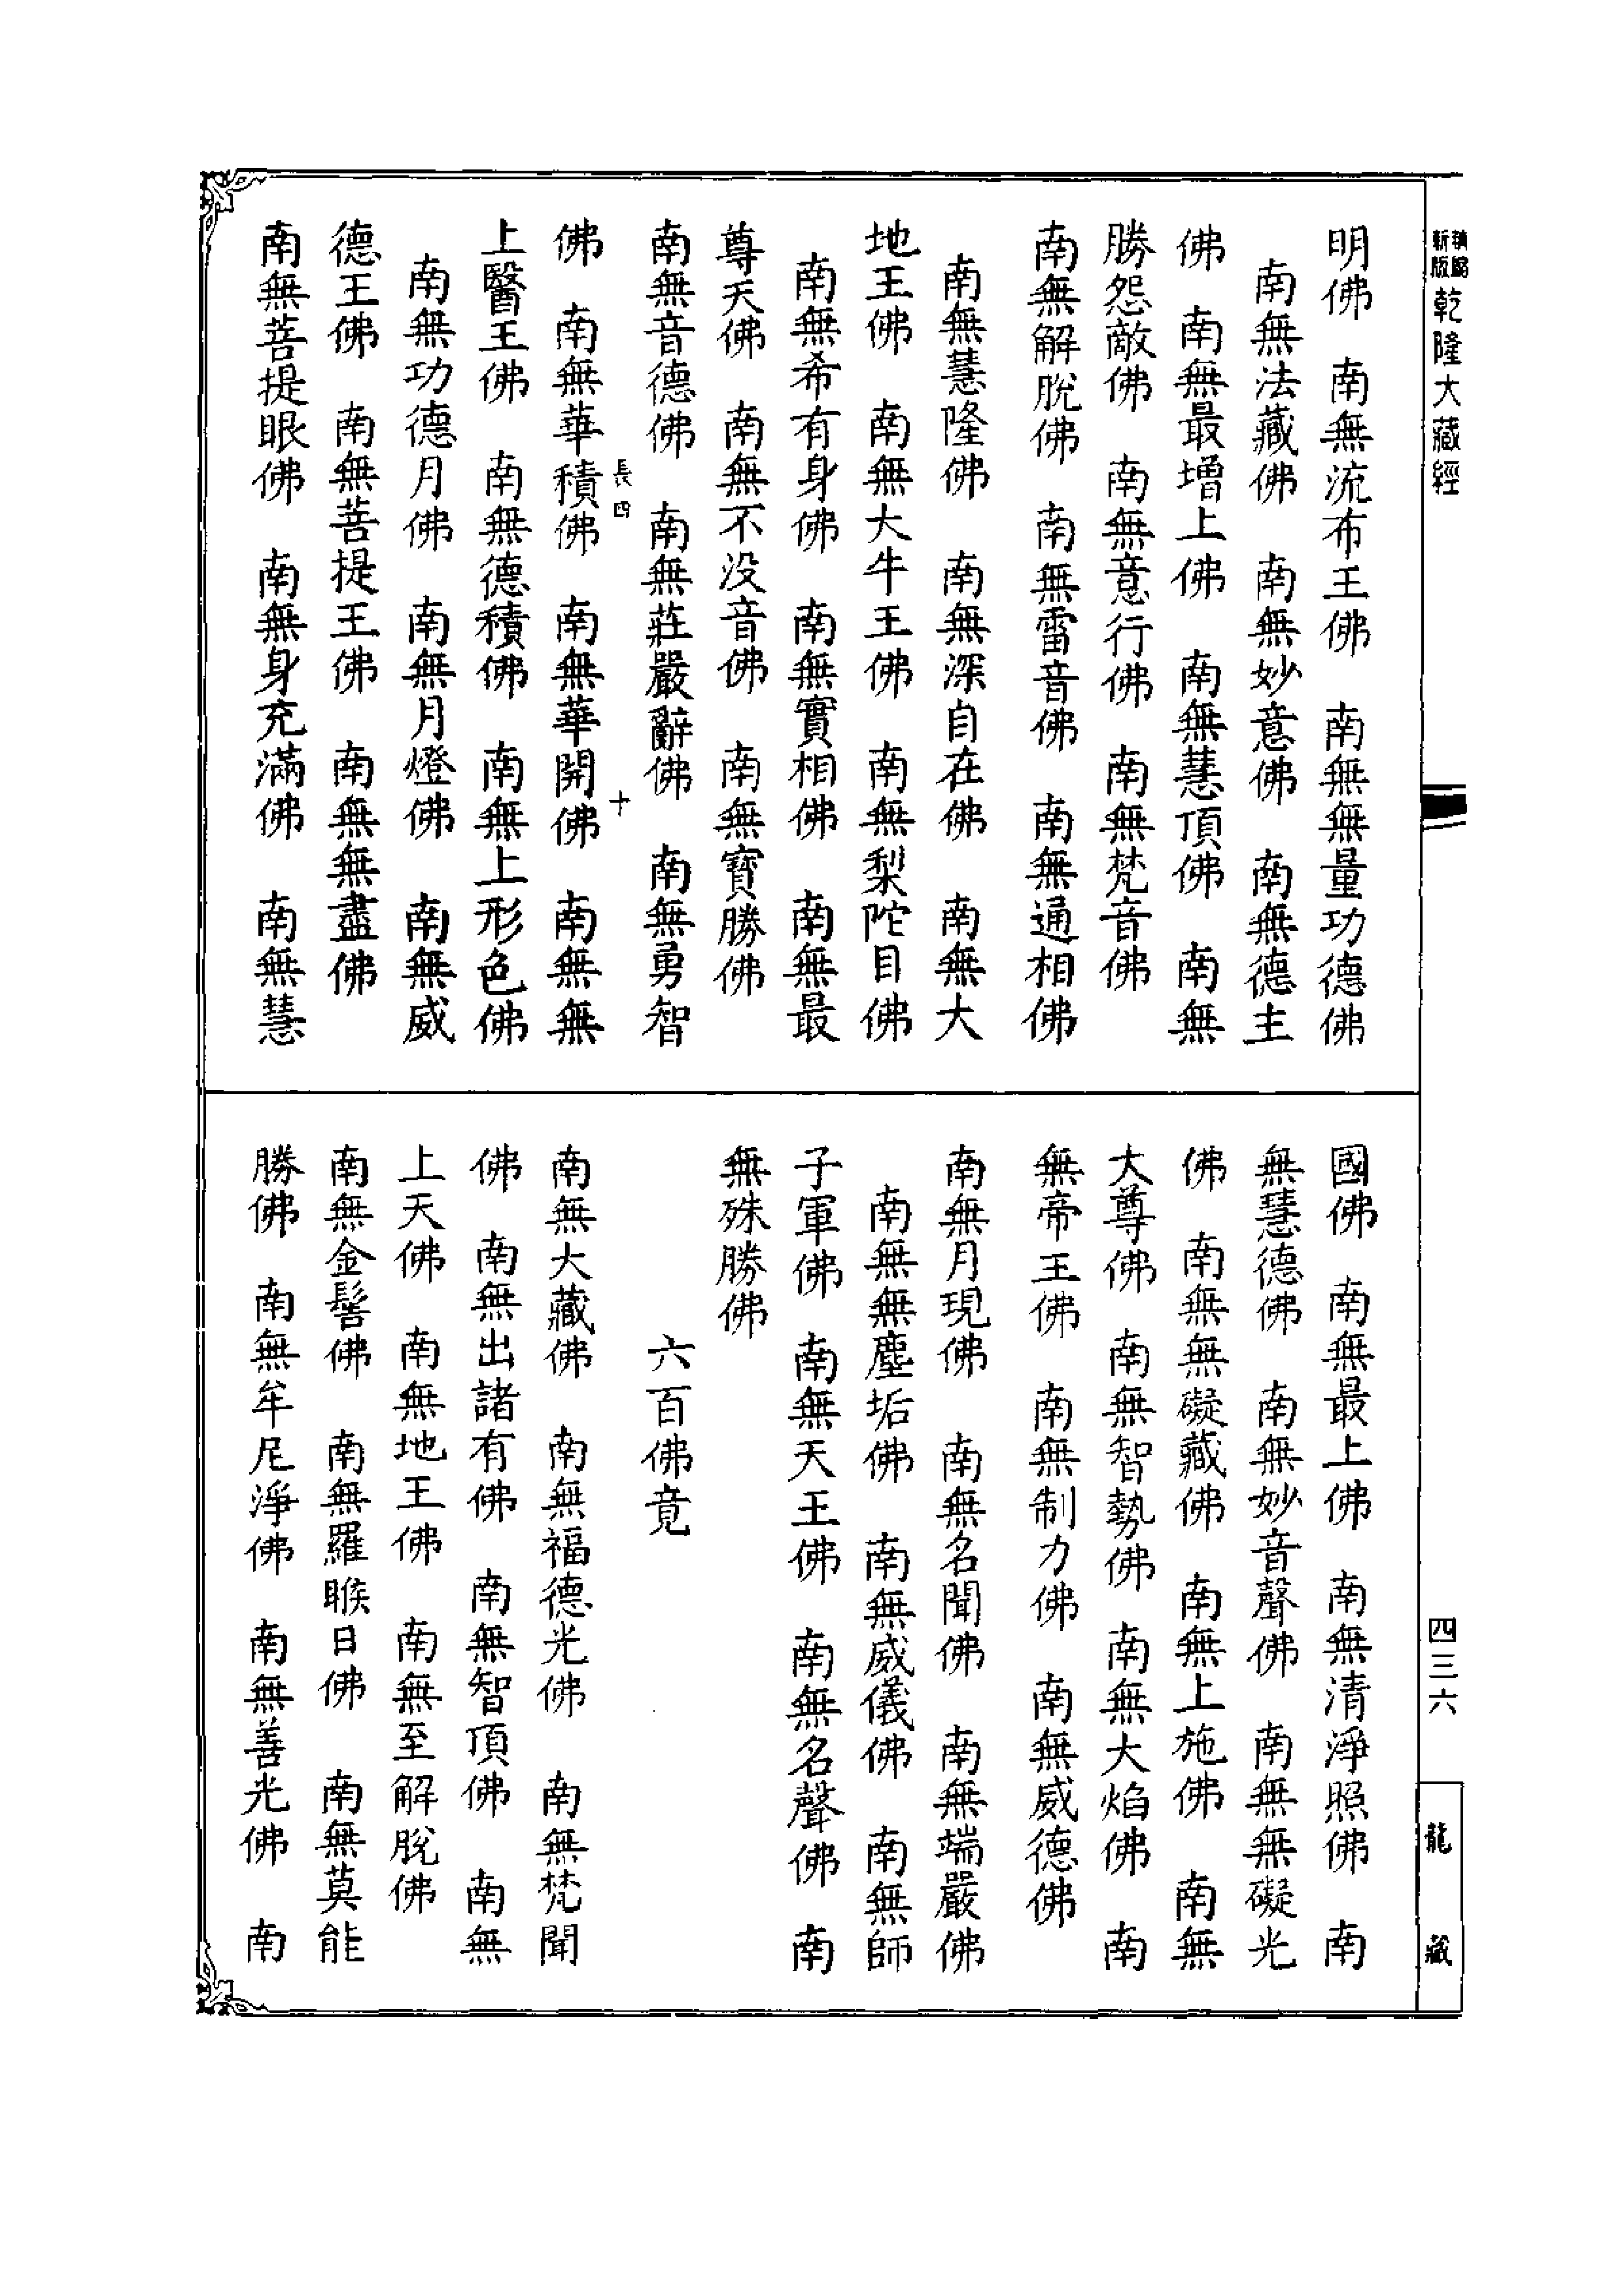 新版
乾隆大藏經
四三六
龍藏
明佛　南無流布王佛　南無無量功德佛
南無法藏佛　南無妙意佛　南無德主
佛　南無最增上佛　南無慧頂佛　南無
勝怨敵佛　南無意行佛　南無梵音佛
南無解脫佛　南無雷音佛　南無通相佛
南無慧隆佛　南無深自在佛　南無大
地王佛　南無大牛王佛　南無梨陀目佛
南無希有身佛　南無實相佛　南無最
尊天佛　南無不沒音佛　南無寶勝佛
南無音德佛　南無莊嚴辭佛　南無勇智
長四　十
佛　南無華積佛　南無華開佛　南無無
上醫王佛　南無德積佛　南無上形色佛
南無功德月佛　南無月燈佛　南無威
德王佛　南無菩提王佛　南無無盡佛
南無菩提眼佛　南無身充滿佛　南無慧
國佛　南無最上佛　南無清淨照佛　南
無慧德佛　南無妙音聲佛　南無無礙光
佛　南無無礙藏佛　南無上施佛　南無
大尊佛　南無智勢佛　南無大焰佛　南
無帝王佛　南無制力佛　南無威德佛
南無月現佛　南無名聞佛　南無端嚴佛
南無無塵垢佛　南無威儀佛　南無師
子軍佛　南無天王佛　南無名聲佛　南
無殊勝佛
六百佛竟
南無大藏佛　南無福德光佛　南無梵聞
佛　南無出諸有佛　南無智頂佛　南無
上天佛　南無地王佛　南無至解脫佛
南無金髻佛　南無羅睺日佛　南無莫能
勝佛　南無牟尼淨佛　南無善光佛　南